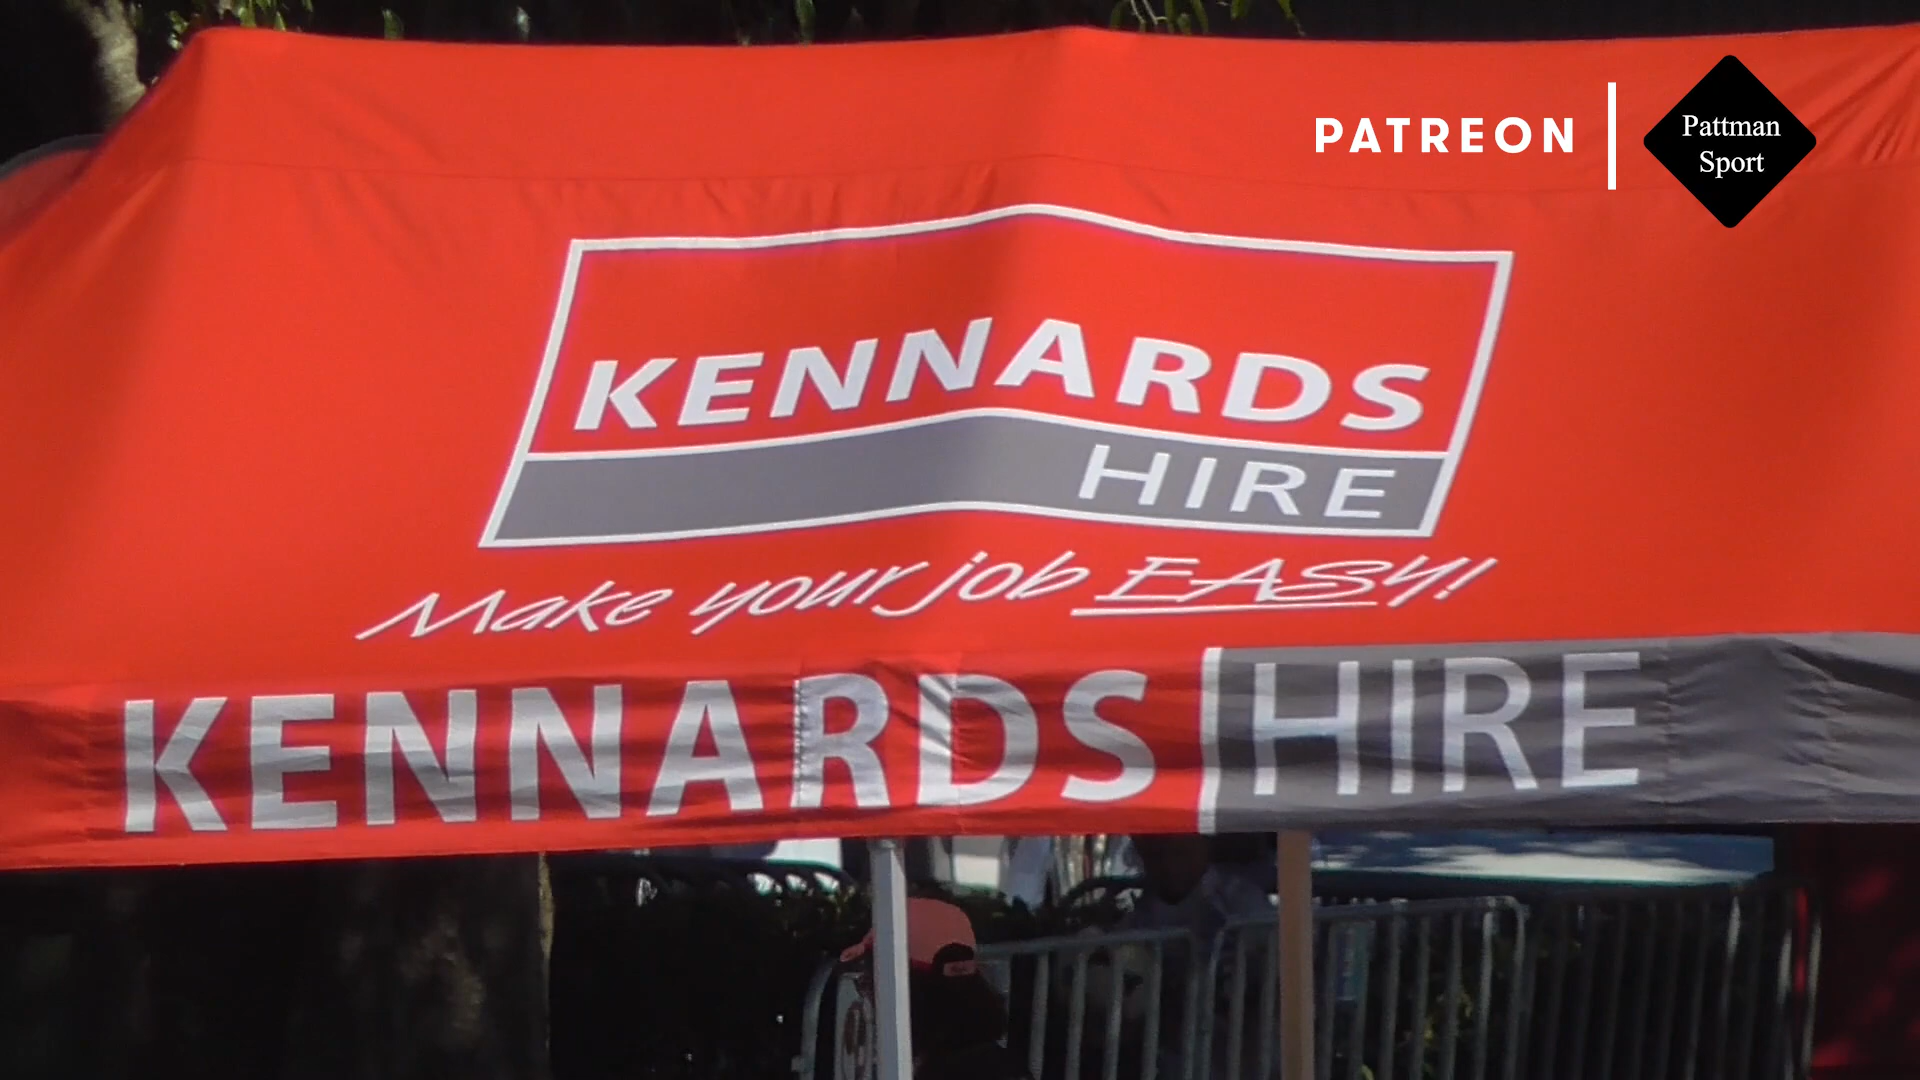 PATREON
Pattman
Sport
KENNARDS
HIRE
Make your job EASY!
KENNARDS HIRE